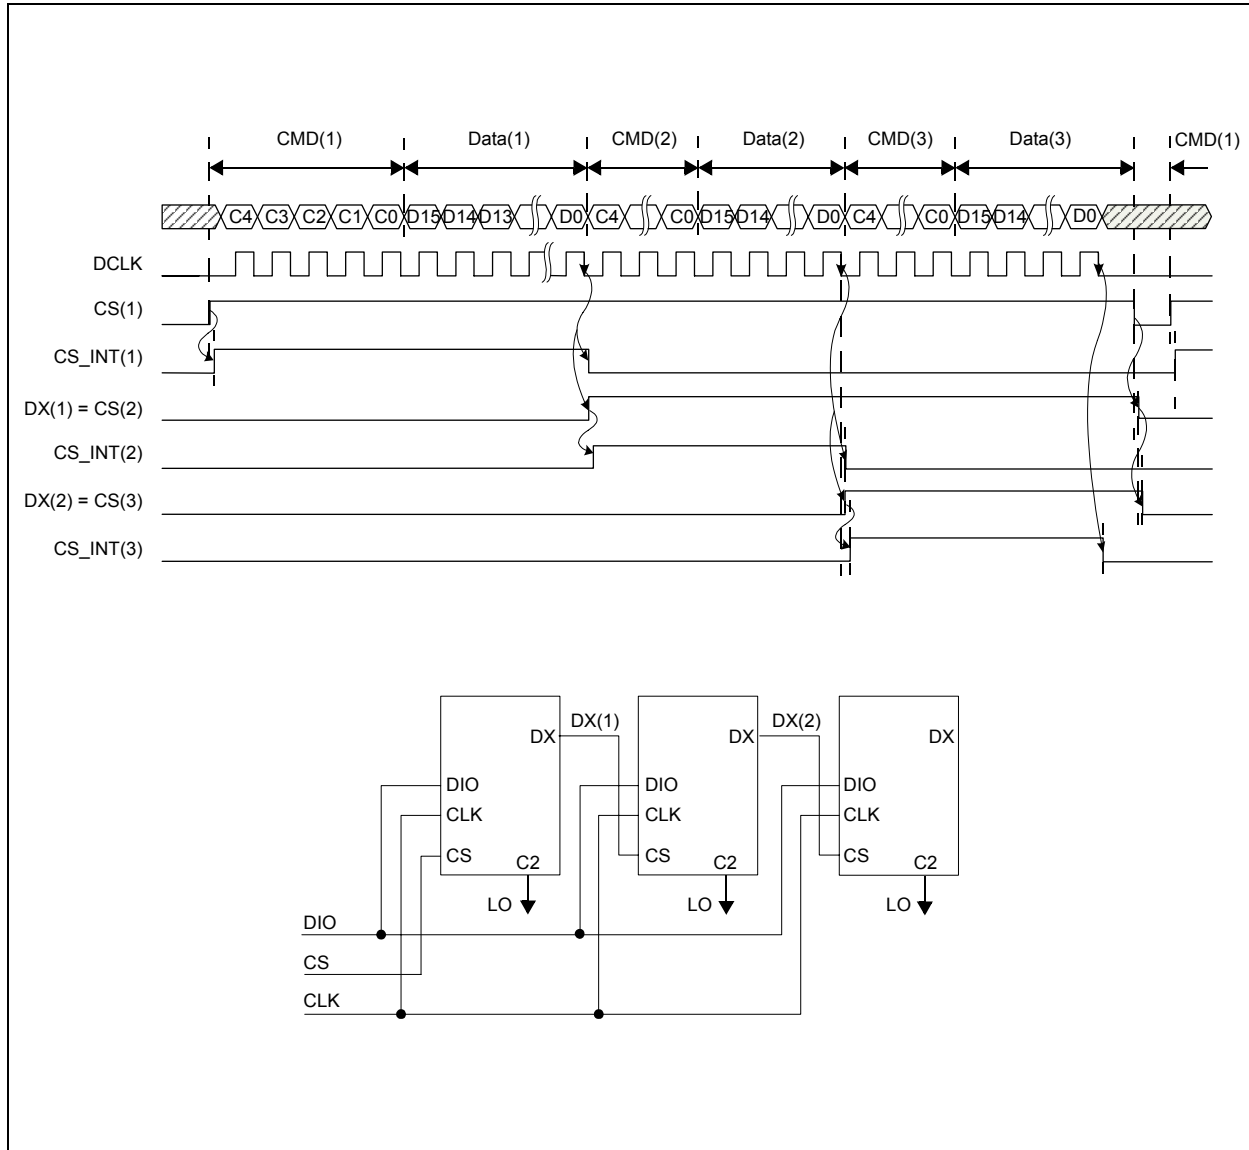 CMD(1) Data(1) CMD(2) Data(2) CMD(3) Data(3) CMD(1)
C4 C3 C2 C1 C0 D15 D14 D13 D0 C4 C0 D15 D14 D0 C4 C0 D15 D14 D0
DCLK
CS(1)
CS_INT(1)
DX(1) = CS(2)
CS_INT(2)
DX(2) = CS(3)
CS_INT(3)
DX(1) DX(2)
DX DX DX
DIO DIO DIO
CLK CLK CLK
CS CS CS
C2 C2 C2
LO LO LO
DIO
CS
CLK